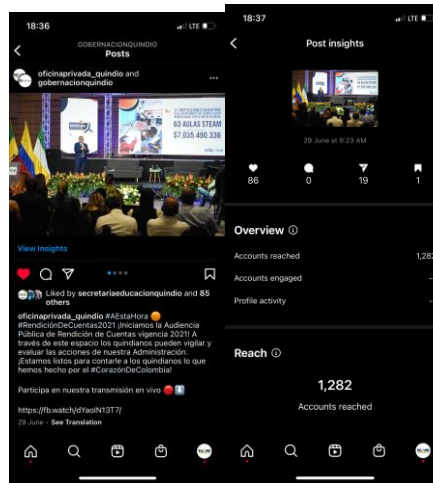 18:36
LTE
GOBERNACIONQUINDIO
Posts
oficinaprivada_quindio and
gobernacionquindio
63 AULAS STEAM
$7.035.490.336
View Insights
Liked by secretariaeducacionquindio and 85
others
oficinaprivada_quindio #AEstaHora
#RendiciónDeCuentas2021 ¡Iniciamos la Audiencia
Pública de Rendición de Cuentas vigencia 2021! A
través de este espacio los quindianos pueden vigilar y
evaluar las acciones de nuestra Administración.
¡Estamos listos para contarle a los quindianos lo que
hemos hecho por el #CorazónDeColombia!
Participa en nuestra transmisión en vivo
https://fb.watch/dYaolN13T7/
29 June · See Translation
18:37
LTE
Post insights
29 June at 9:23 AM
86
0
19
1
Overview
Accounts reached
1,282
Accounts engaged
--
Profile activity
--
Reach
1,282
Accounts reached